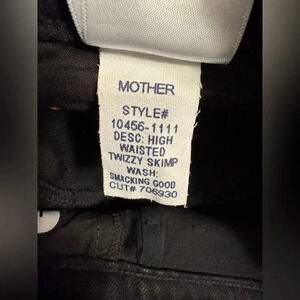 MOTHER
STYLE#
10456-1111
DESC: HIGH
WAISTED
TWIZZY SKIMP
WASH:
SMACKING GOOD
CUT# 706930